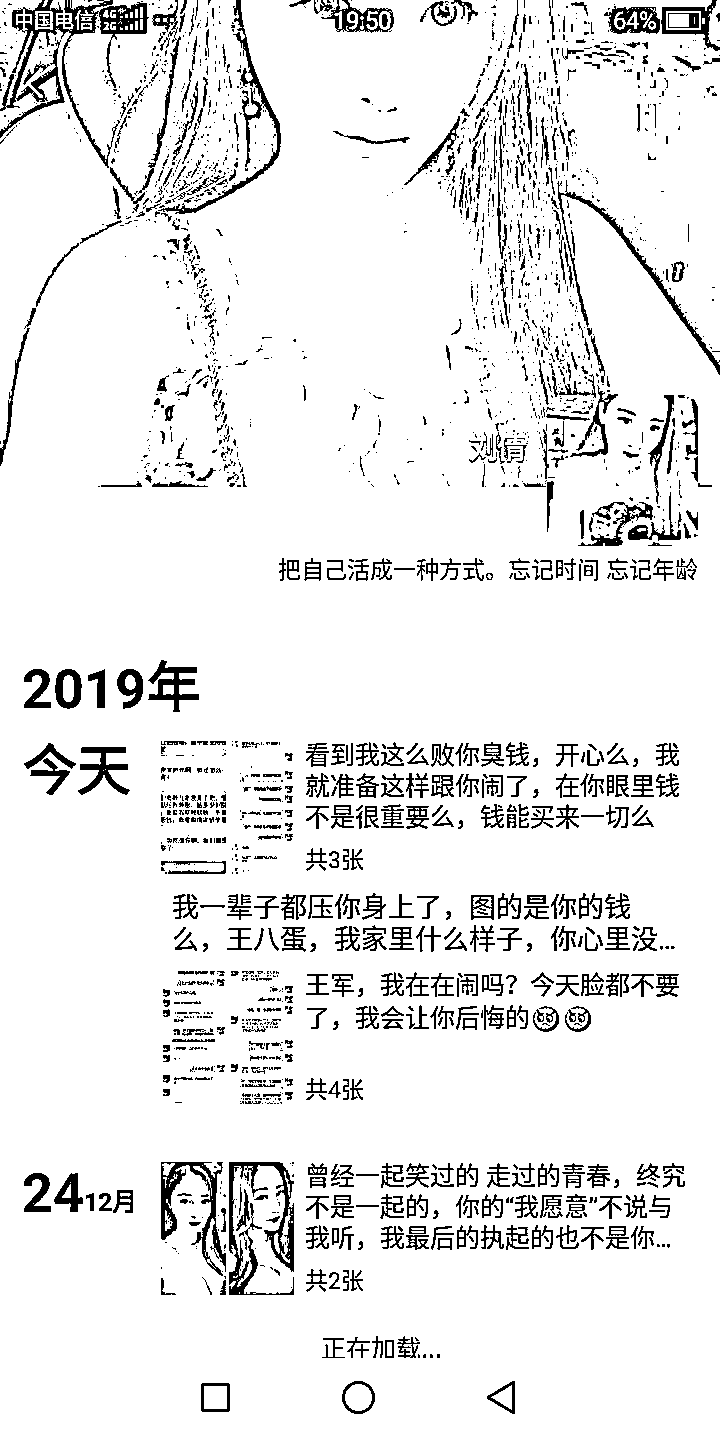 中国电信
19:50
64%
刘倩
把自己活成一种方式。忘记时间 忘记年龄
2019年
今天
看到我这么败你臭钱，开心么，我
就准备这样跟你闹了，在你眼里钱
不是很重要么，钱能买来一切么
共3张
我一辈子都压你身上了，图的是你的钱
么，王八蛋，我家里什么样子，你心里没...
王军，我在在闹吗？今天脸都不要
了，我会让你后悔的😡😡
共4张
24 12月
曾经一起笑过的 走过的青春，终究
不是一起的，你的“我愿意”不说与
我听，我最后的执起的也不是你...
共2张
正在加载...